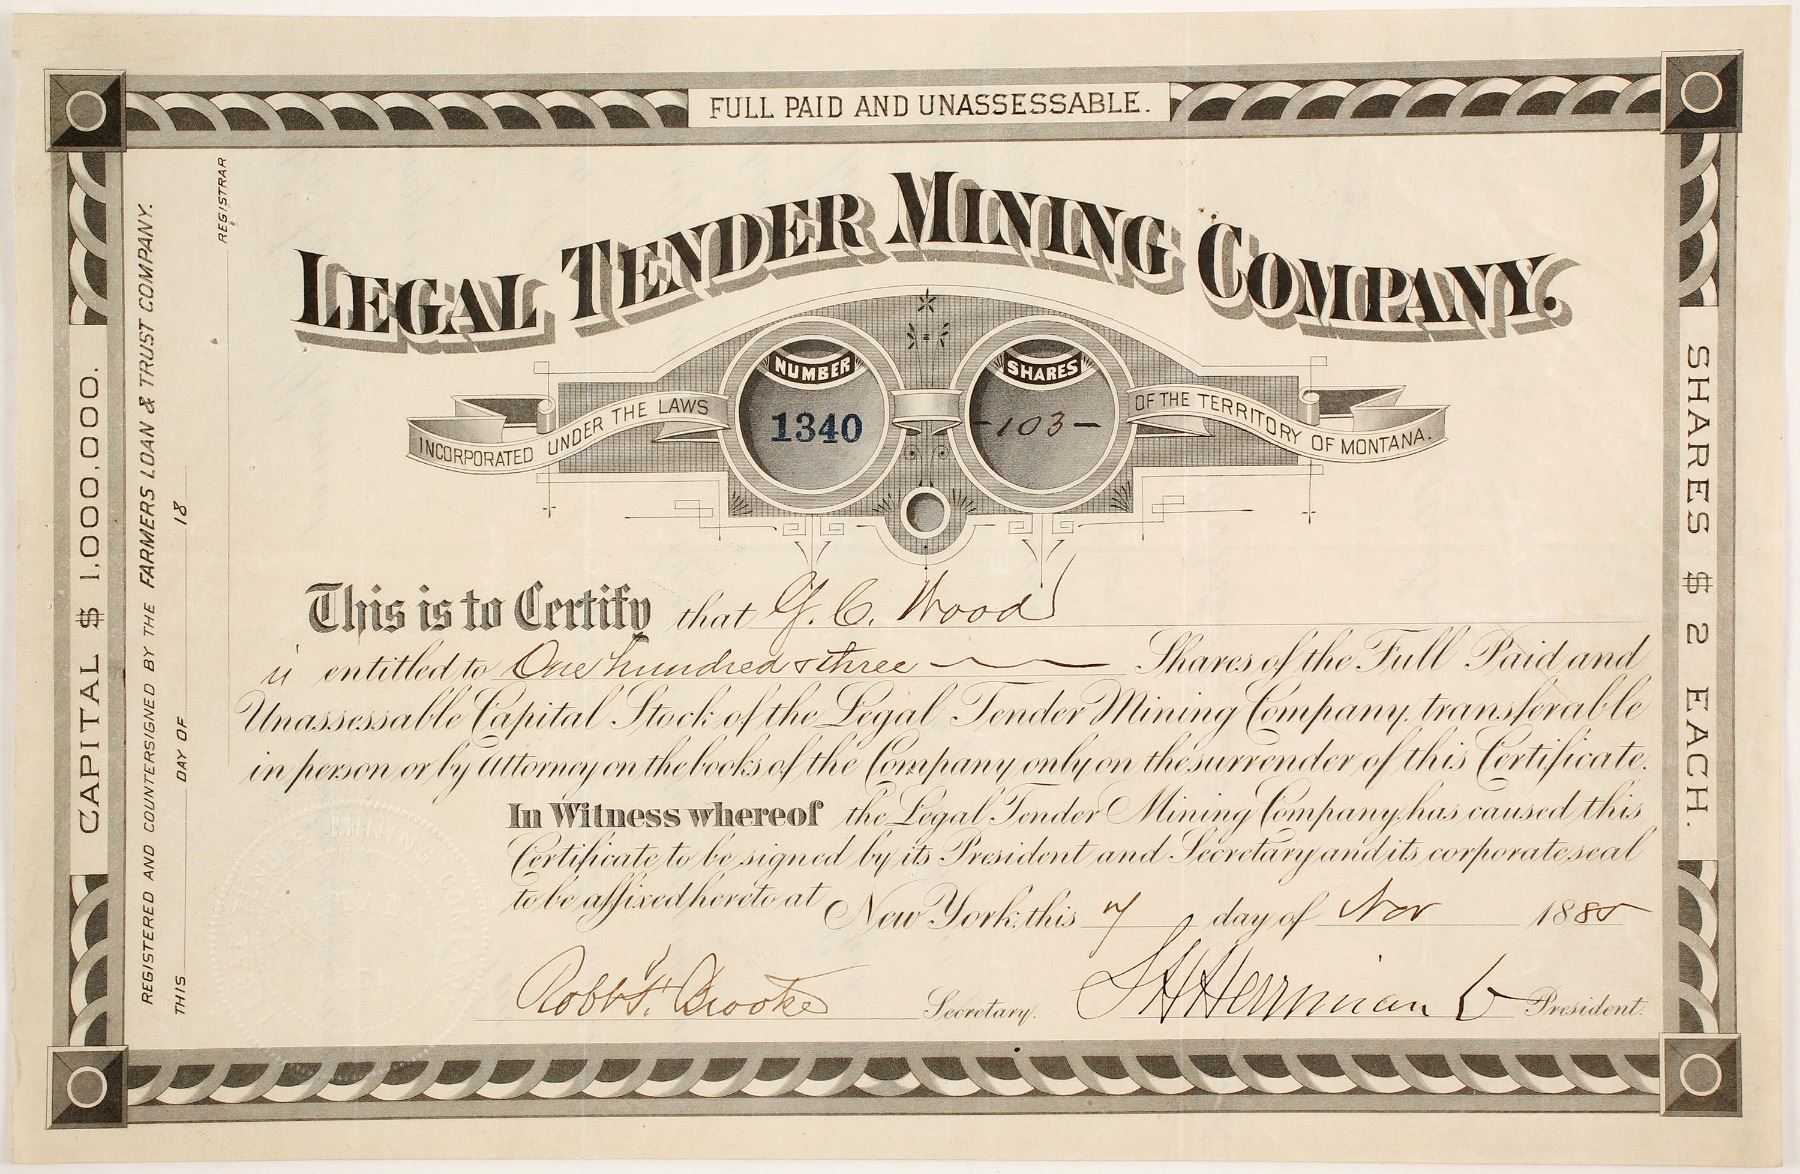 FULL PAID AND UNASSESSABLE.
LEGAL TENDER MINING COMPANY.
NUMBER
1340
SHARES
-103-
INCORPORATED UNDER THE LAWS OF THE TERRITORY OF MONTANA.
This is to Certify that G. C. Wood
is entitled to One hundred & three Shares of the Full Paid and
Unassessable Capital Stock of the Legal Tender Mining Company, transferable
in person or by Attorney on the books of the Company only on the surrender of this Certificate.
In Witness whereof the Legal Tender Mining Company, has caused this
Certificate to be signed by its President and Secretary and its corporate seal
to be affixed hereto at New York, this 7 day of Nov 1885
Robt F. Brooke Secretary. Herrman President.
CAPITAL $ 1,000,000.
REGISTERED AND COUNTERSIGNED BY THE FARMERS LOAN & TRUST COMPANY.
THIS DAY OF 18
REGISTRAR
SHARES $ 2 EACH.
MINING